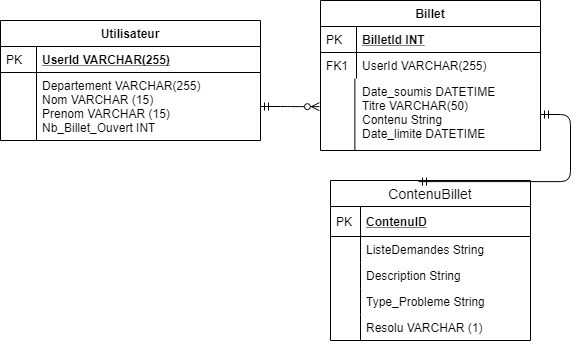 Utilisateur
PK UserId VARCHAR(255)
Departement VARCHAR(255)
Nom VARCHAR (15)
Prenom VARCHAR (15)
Nb_Billet_Ouvert INT
Billet
PK BilletId INT
FK1 UserId VARCHAR(255)
Date_soumis DATETIME
Titre VARCHAR(50)
Contenu String
Date_limite DATETIME
ContenuBillet
PK ContenuID
ListeDemandes String
Description String
Type_Probleme String
Resolu VARCHAR (1)